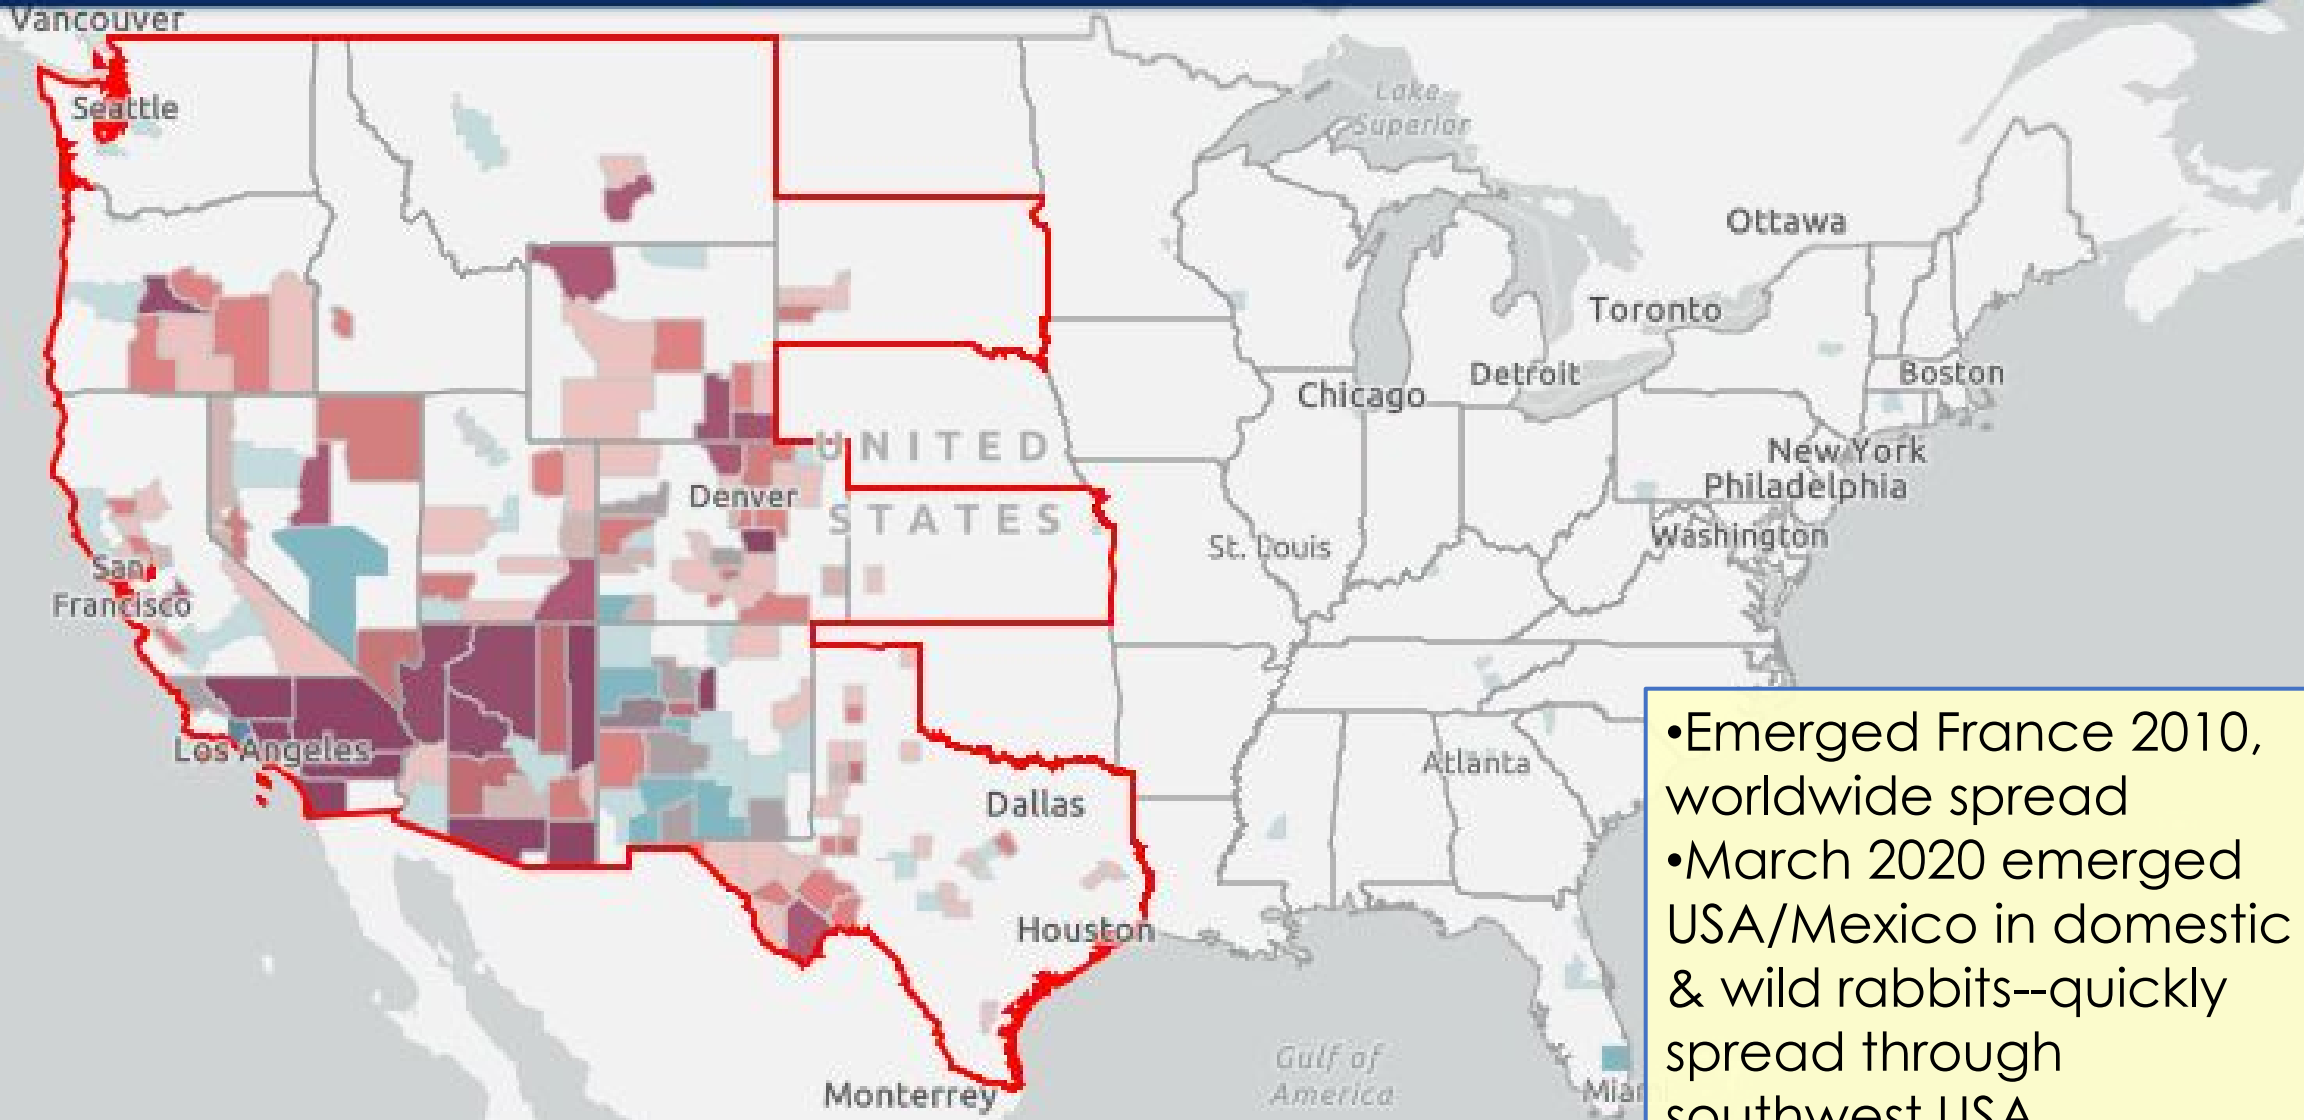 Vancouver
Seattle
Lake
Superior
Ottawa
Toronto
Detroit
Boston
Chicago
New York
Philadelphia
UNITED
STATES
Denver
Washington
St. Louis
San
Francisco
Los Angeles
Atlanta
Dallas
Houston
Gulf of
America
Monterrey
•Emerged France 2010,
worldwide spread
•March 2020 emerged
USA/Mexico in domestic
& wild rabbits--quickly
spread through
southwest USA